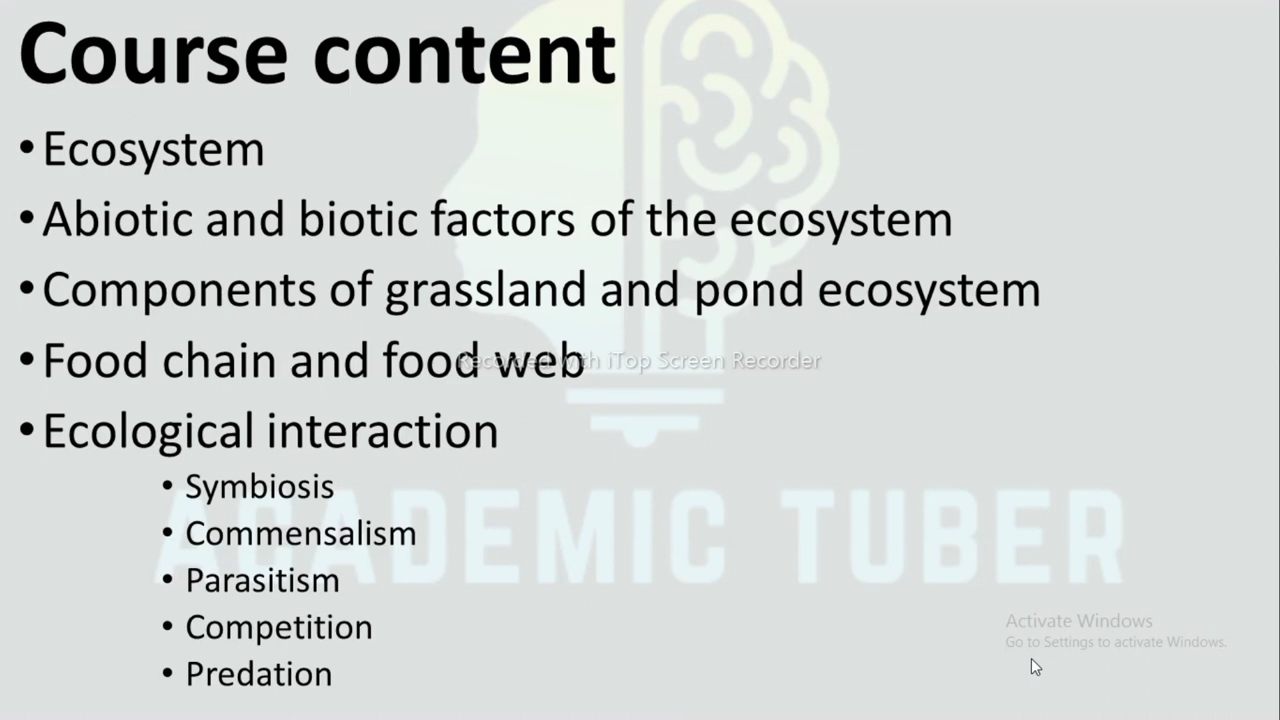 Course content
• Ecosystem
• Abiotic and biotic factors of the ecosystem
• Components of grassland and pond ecosystem
• Food chain and food web
Recorded with iTop Screen Recorder
• Ecological interaction
• Symbiosis
• Commensalism
• Parasitism
• Competition
• Predation
ACADEMIC TUBER
Activate Windows
Go to Settings to activate Windows.